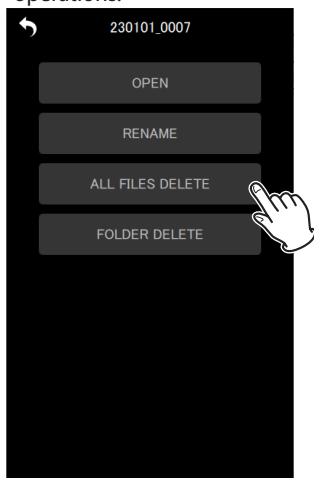 operations.
230101_0007
OPEN
RENAME
ALL FILES DELETE
FOLDER DELETE